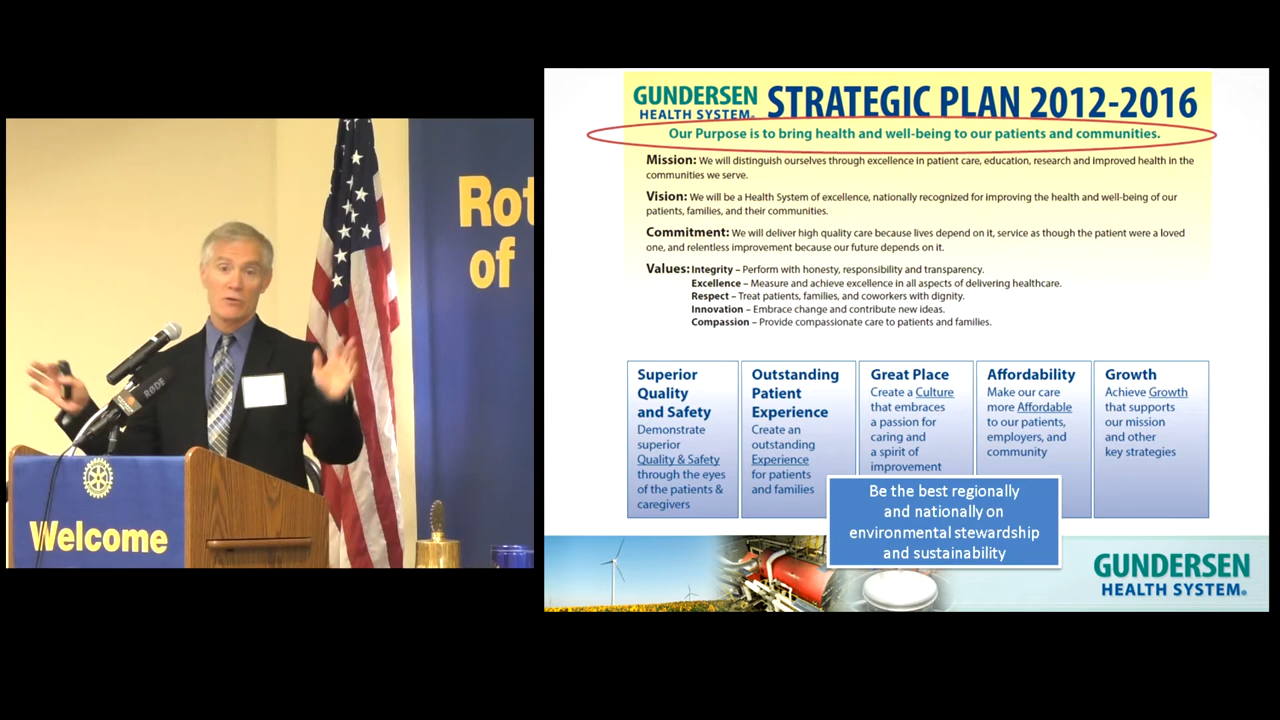 Rot
of
RODE
Welcome
GUNDERSEN
HEALTH SYSTEM®
STRATEGIC PLAN 2012-2016
Our Purpose is to bring health and well-being to our patients and communities.
Mission: We will distinguish ourselves through excellence in patient care, education, research and improved health in the
communities we serve.
Vision: We will be a Health System of excellence, nationally recognized for improving the health and well-being of our
patients, families, and their communities.
Commitment: We will deliver high quality care because lives depend on it, service as though the patient were a loved
one, and relentless improvement because our future depends on it.
Values: Integrity – Perform with honesty, responsibility and transparency.
Excellence – Measure and achieve excellence in all aspects of delivering healthcare.
Respect – Treat patients, families, and coworkers with dignity.
Innovation – Embrace change and contribute new ideas.
Compassion – Provide compassionate care to patients and families.
Superior
Quality
and Safety
Demonstrate
superior
Quality & Safety
through the eyes
of the patients &
caregivers
Outstanding
Patient
Experience
Create an
outstanding
Experience
for patients
and families
Great Place
Create a Culture
that embraces
a passion for
caring and
a spirit of
improvement
Affordability
Make our care
more Affordable
to our patients,
employers, and
community
Growth
Achieve Growth
that supports
our mission
and other
key strategies
Be the best regionally
and nationally on
environmental stewardship
and sustainability
GUNDERSEN
HEALTH SYSTEM®